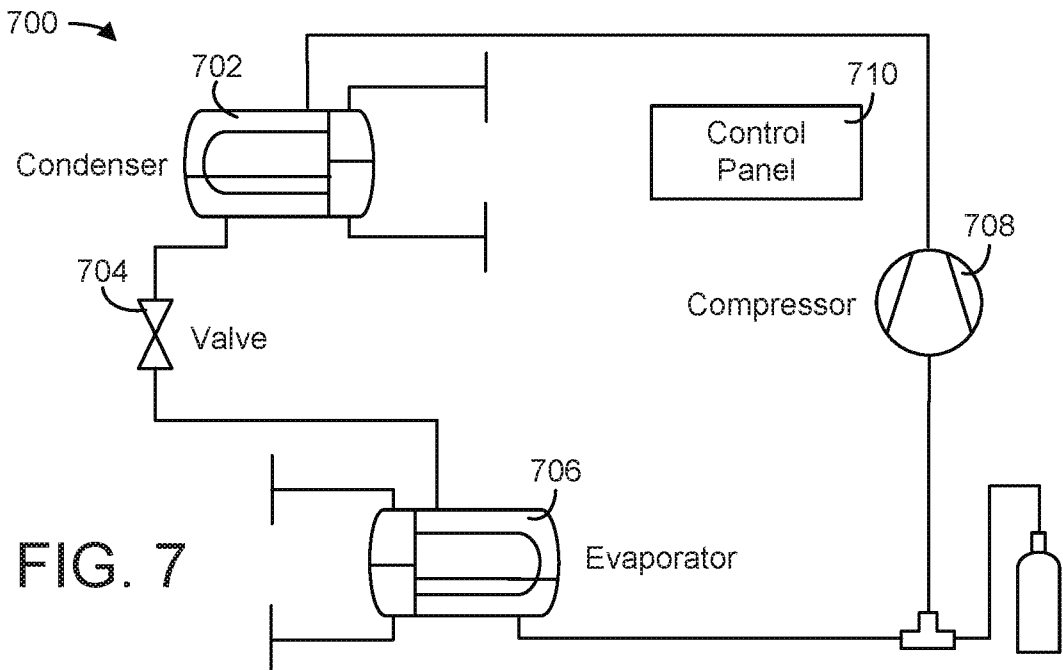 700
702
710
Control
Panel
Condenser
708
704
Compressor
Valve
706
Evaporator
FIG. 7